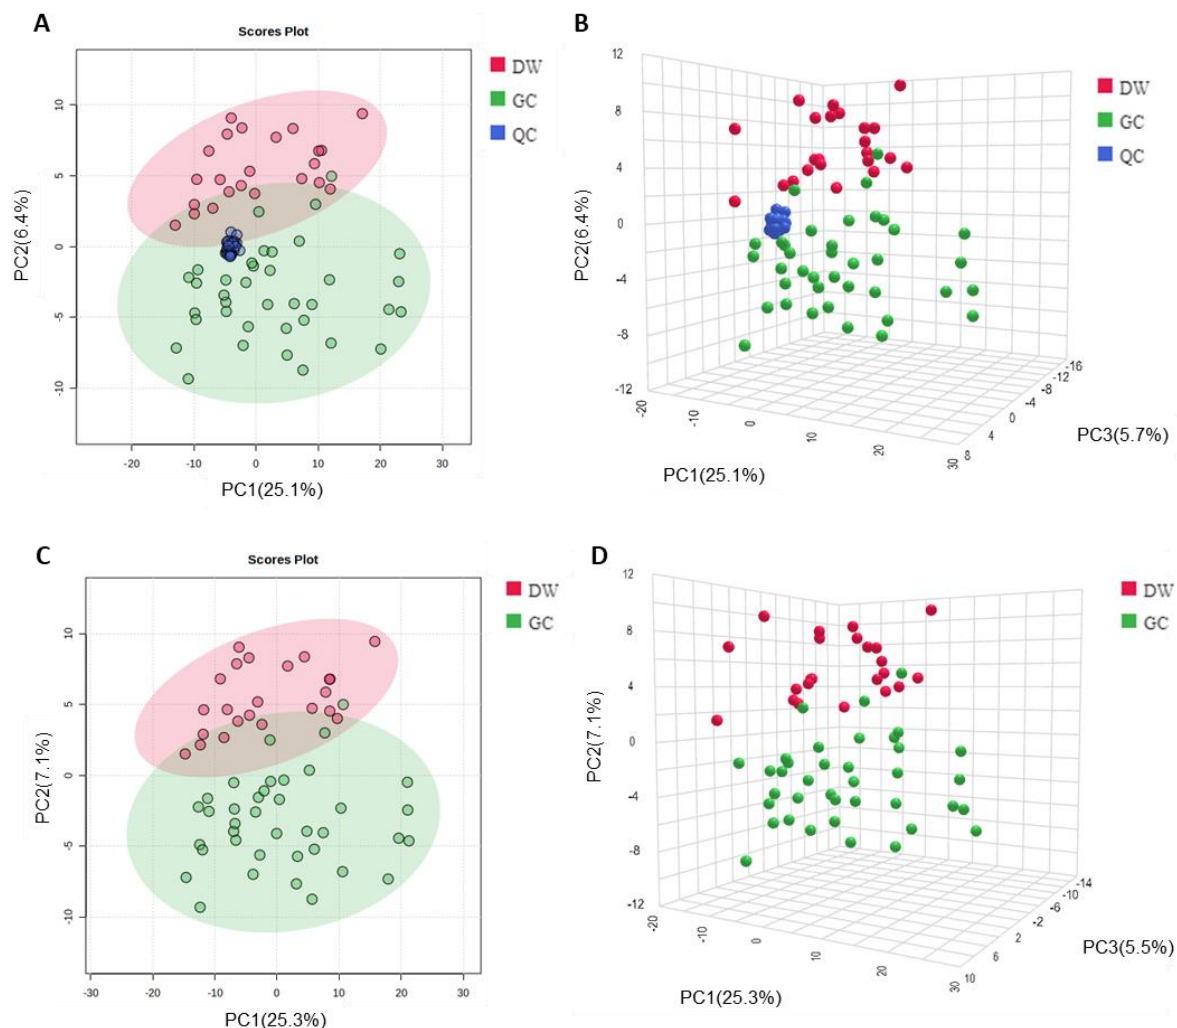 A
Scores Plot
DW
GC
QC
10
5
0
-5
-10
PC2(6.4%)
-20
-10
0
10
20
30
PC1(25.1%)
B
12
8
4
0
-4
-8
-12
PC2(6.4%)
-20
-10
0
10
20
30
PC1(25.1%)
-16
-12
-8
-4
0
4
8
PC3(5.7%)
DW
GC
QC
C
Scores Plot
DW
GC
10
5
0
-5
-10
PC2(7.1%)
-30
-20
-10
0
10
20
30
PC1(25.3%)
D
12
8
4
0
-4
-8
-12
PC2(7.1%)
-20
-10
0
10
20
30
PC1(25.3%)
-14
-10
-6
-2
2
6
10
PC3(5.5%)
DW
GC